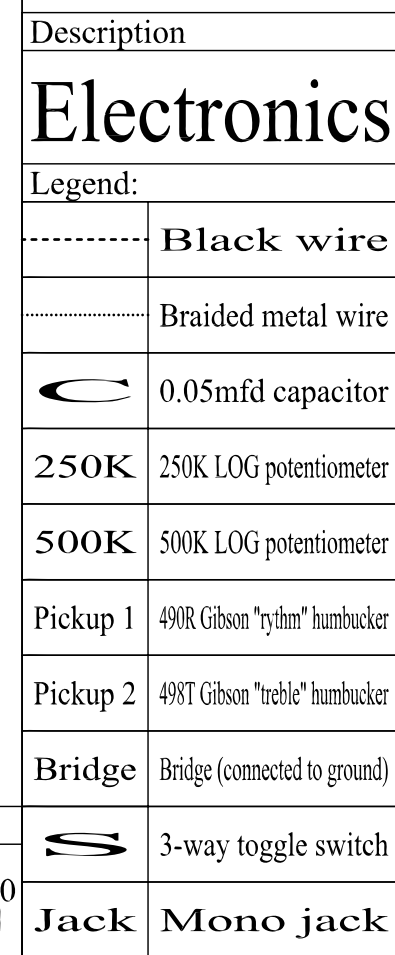 Description
Electronics
Legend:
Black wire
Braided metal wire
C 0.05mfd capacitor
250K 250K LOG potentiometer
500K 500K LOG potentiometer
Pickup 1 490R Gibson "rythm" humbucker
Pickup 2 498T Gibson "treble" humbucker
Bridge Bridge (connected to ground)
S 3-way toggle switch
0
Jack Mono jack